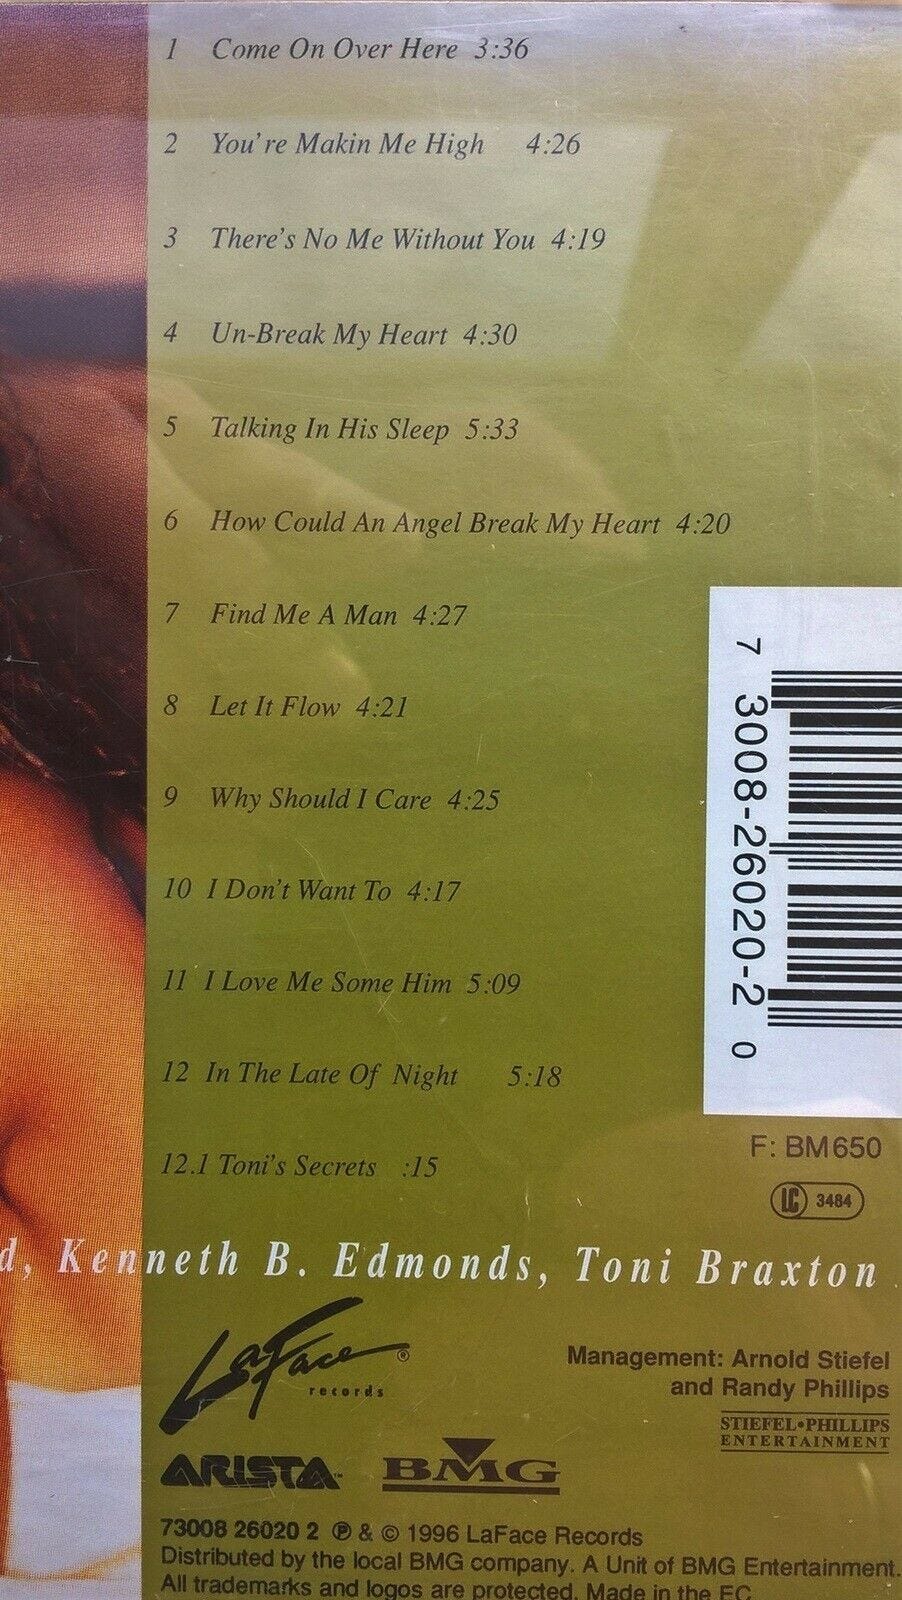 1 Come On Over Here 3:36
2 You're Makin Me High 4:26
3 There's No Me Without You 4:19
4 Un-Break My Heart 4:30
5 Talking In His Sleep 5:33
6 How Could An Angel Break My Heart 4:20
7 Find Me A Man 4:27
8 Let It Flow 4:21
9 Why Should I Care 4:25
10 I Don't Want To 4:17
11 I Love Me Some Him 5:09
12 In The Late Of Night 5:18
12.1 Toni's Secrets :15
7 3008-26020-2 0
F: BM650
LC 3484
d, Kenneth B. Edmonds, Toni Braxton
LaFace ®
records
Management: Arnold Stiefel
and Randy Phillips
STIEFEL•PHILLIPS
ENTERTAINMENT
ARISTA™
BMG
73008 26020 2 ℗ & © 1996 LaFace Records
Distributed by the local BMG company. A Unit of BMG Entertainment.
All trademarks and logos are protected. Made in the EC